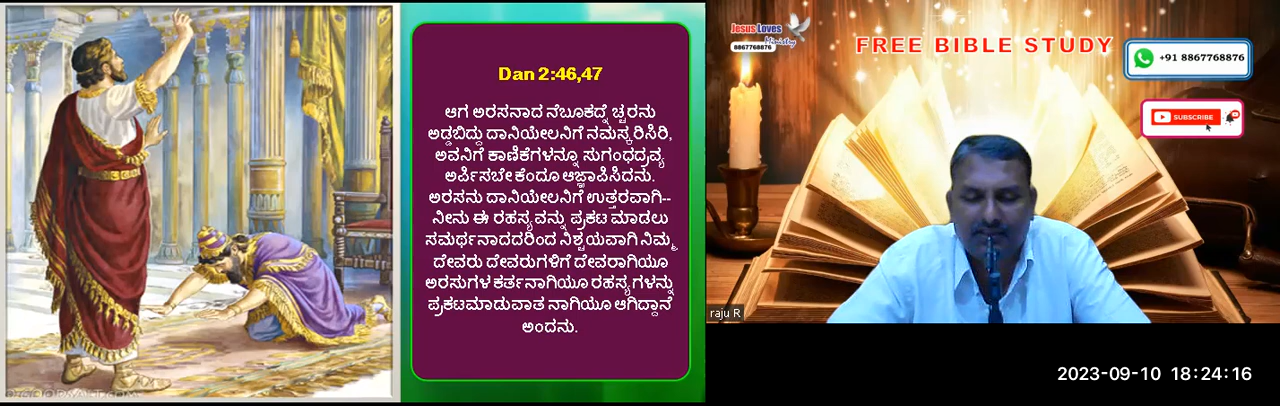 Dan 2:46,47
ಆಗ ಅರಸನಾದ ನೆಬೂಕದ್ನೆ ಚ್ಚರನು
ಅಡ್ಡಬಿದ್ದು ದಾನಿಯೇಲನಿಗೆ ನಮಸ್ಕರಿಸಿರಿ,
ಅವನಿಗೆ ಕಾಣಿಕೆಗಳನ್ನೂ ಸುಗಂಧದ್ರವ್ಯ
ಅರ್ಪಿಸಬೇಕೆಂದೂ ಆಜ್ಞಾಪಿಸಿದನು.
ಅರಸನು ದಾನಿಯೇಲನಿಗೆ ಉತ್ತರವಾಗಿ--
ನೀನು ಈ ರಹಸ್ಯವನ್ನು ಪ್ರಕಟ ಮಾಡಲು
ಸಮರ್ಥನಾದದರಿಂದ ನಿಶ್ಚಯವಾಗಿ ನಿಮ್ಮ
ದೇವರು ದೇವರುಗಳಿಗೆ ದೇವರಾಗಿಯೂ
ಅರಸುಗಳ ಕರ್ತನಾಗಿಯೂ ರಹಸ್ಯಗಳನ್ನು
ಪ್ರಕಟಮಾಡುವಾತ ನಾಗಿಯೂ ಆಗಿದ್ದಾನೆ
ಅಂದನು.
Jesus Loves
Ministry
8867768876
FREE BIBLE STUDY
+91 8867768876
SUBSCRIBE
raju R
2023-09-10 18:24:16